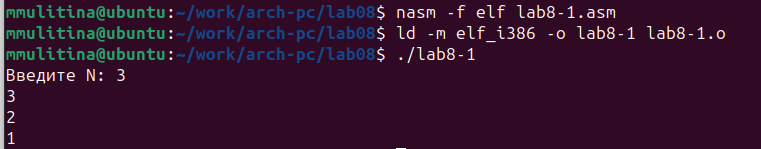 mmulitina@ubuntu:~/work/arch-pc/lab08$ nasm -f elf lab8-1.asm
mmulitina@ubuntu:~/work/arch-pc/lab08$ ld -m elf_i386 -o lab8-1 lab8-1.o
mmulitina@ubuntu:~/work/arch-pc/lab08$ ./lab8-1
Введите N: 3
3
2
1